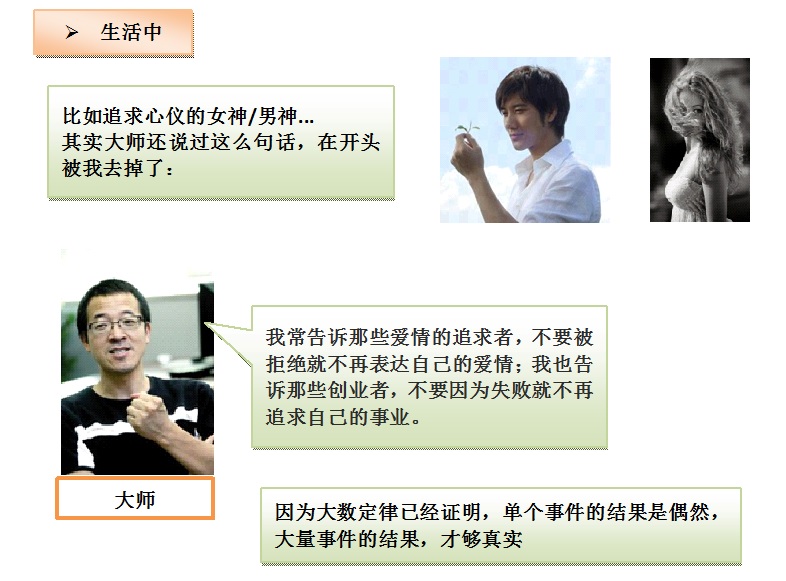 ➢ 生活中
比如追求心仪的女神/男神...
其实大师还说过这么句话，在开头
被我去掉了：
我常告诉那些爱情的追求者，不要被
拒绝就不再表达自己的爱情；我也告
诉那些创业者，不要因为失败就不再
追求自己的事业。
大师
因为大数定律已经证明，单个事件的结果是偶然，
大量事件的结果，才够真实